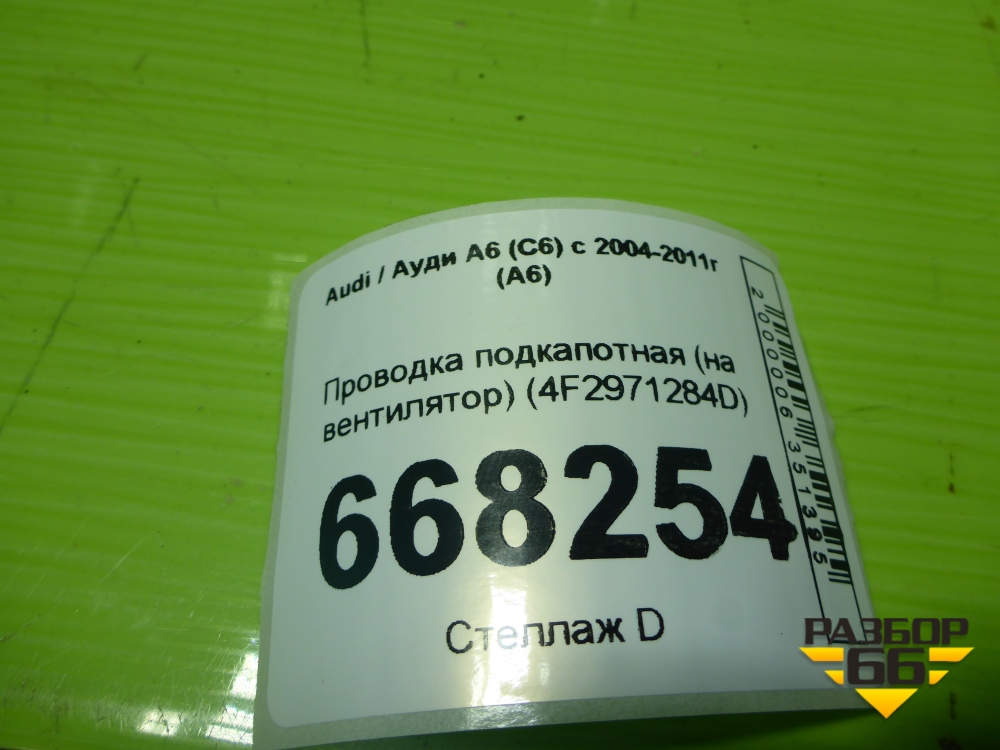 Audi / Ауди А6 (С6) с 2004-2011г
(А6)
Проводка подкапотная (на
вентилятор) (4F2971284D)
668254
Стеллаж D
2000006351395
РАЗБОР
66